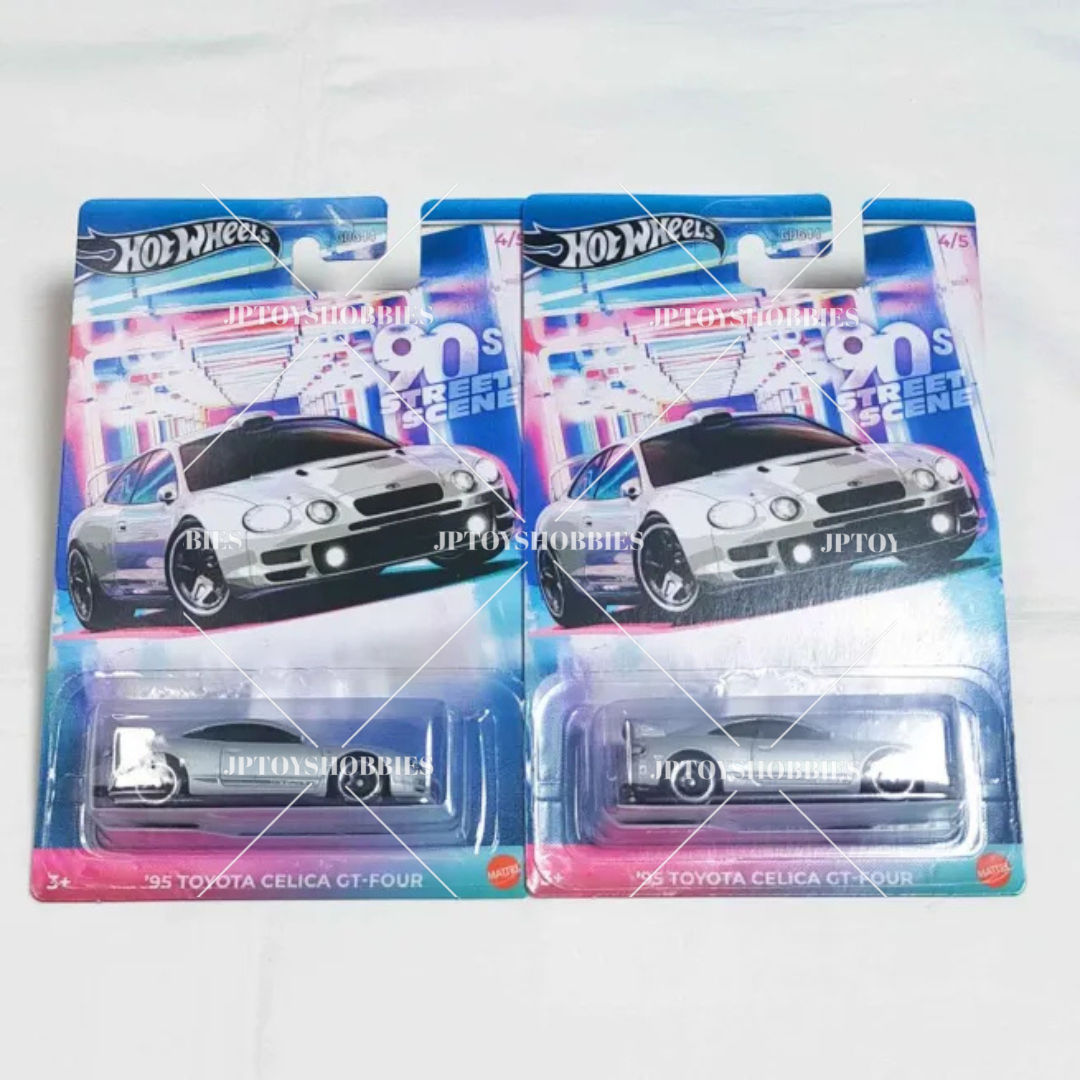 HOT WHEELS
4/5
90s
STREET
SCENE
3+
'95 TOYOTA CELICA GT-FOUR
MATTEL
HOT WHEELS
4/5
90s
STREET
SCENE
3+
'95 TOYOTA CELICA GT-FOUR
MATTEL
JPTOYSHOBBIES
JPTOYSHOBBIES
BIES
JPTOYSHOBBIES
JPTOY
JPTOYSHOBBIES
JPTOYSHOBBIES